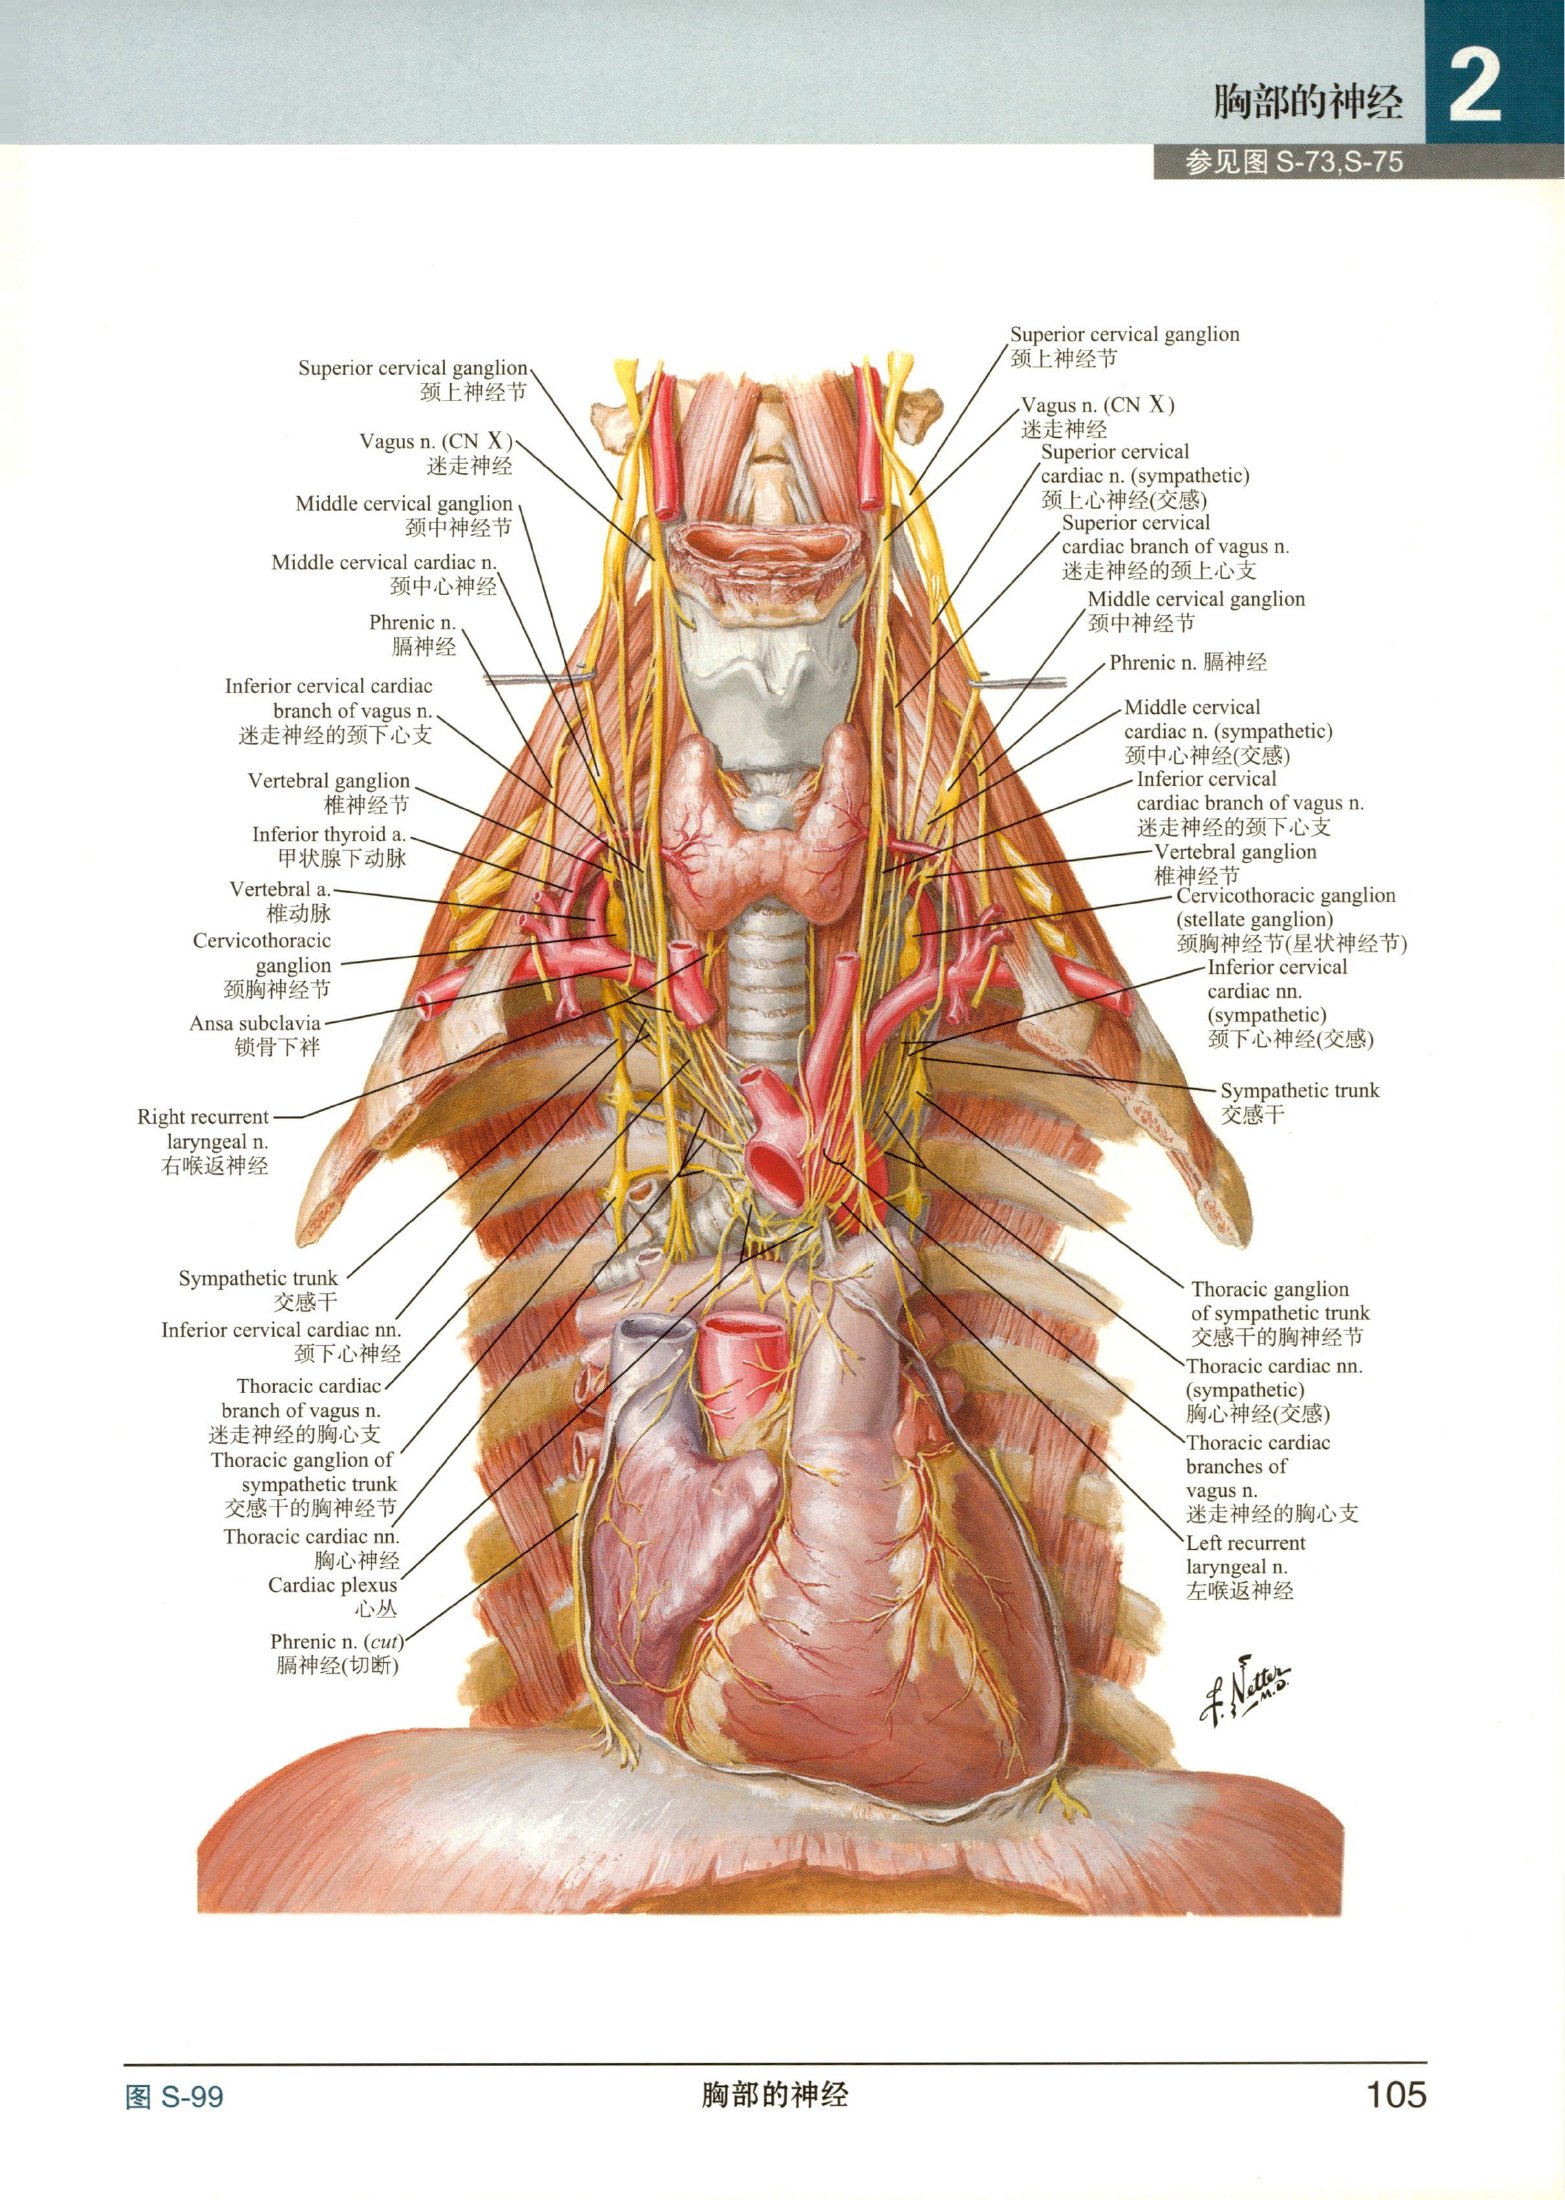 胸部的神经
2
参见图 S-73,S-75
Superior cervical ganglion
颈上神经节
Vagus n. (CN X)
迷走神经
Middle cervical ganglion
颈中神经节
Middle cervical cardiac n.
颈中心神经
Phrenic n.
膈神经
Inferior cervical cardiac
branch of vagus n.
迷走神经的颈下心支
Vertebral ganglion
椎神经节
Inferior thyroid a.
甲状腺下动脉
Vertebral a.
椎动脉
Cervicothoracic
ganglion
颈胸神经节
Ansa subclavia
锁骨下袢
Right recurrent
laryngeal n.
右喉返神经
Sympathetic trunk
交感干
Inferior cervical cardiac nn.
颈下心神经
Thoracic cardiac
branch of vagus n.
迷走神经的胸心支
Thoracic ganglion of
sympathetic trunk
交感干的胸神经节
Thoracic cardiac nn.
胸心神经
Cardiac plexus
心丛
Phrenic n. (cut)
膈神经(切断)
Superior cervical ganglion
颈上神经节
Vagus n. (CN X)
迷走神经
Superior cervical
cardiac n. (sympathetic)
颈上心神经(交感)
Superior cervical
cardiac branch of vagus n.
迷走神经的颈上心支
Middle cervical ganglion
颈中神经节
Phrenic n. 膈神经
Middle cervical
cardiac n. (sympathetic)
颈中心神经(交感)
Inferior cervical
cardiac branch of vagus n.
迷走神经的颈下心支
Vertebral ganglion
椎神经节
Cervicothoracic ganglion
(stellate ganglion)
颈胸神经节(星状神经节)
Inferior cervical
cardiac nn.
(sympathetic)
颈下心神经(交感)
Sympathetic trunk
交感干
Thoracic ganglion
of sympathetic trunk
交感干的胸神经节
Thoracic cardiac nn.
(sympathetic)
胸心神经(交感)
Thoracic cardiac
branches of
vagus n.
迷走神经的胸心支
Left recurrent
laryngeal n.
左喉返神经
F. Netter
M.D.
图 S-99
胸部的神经
105